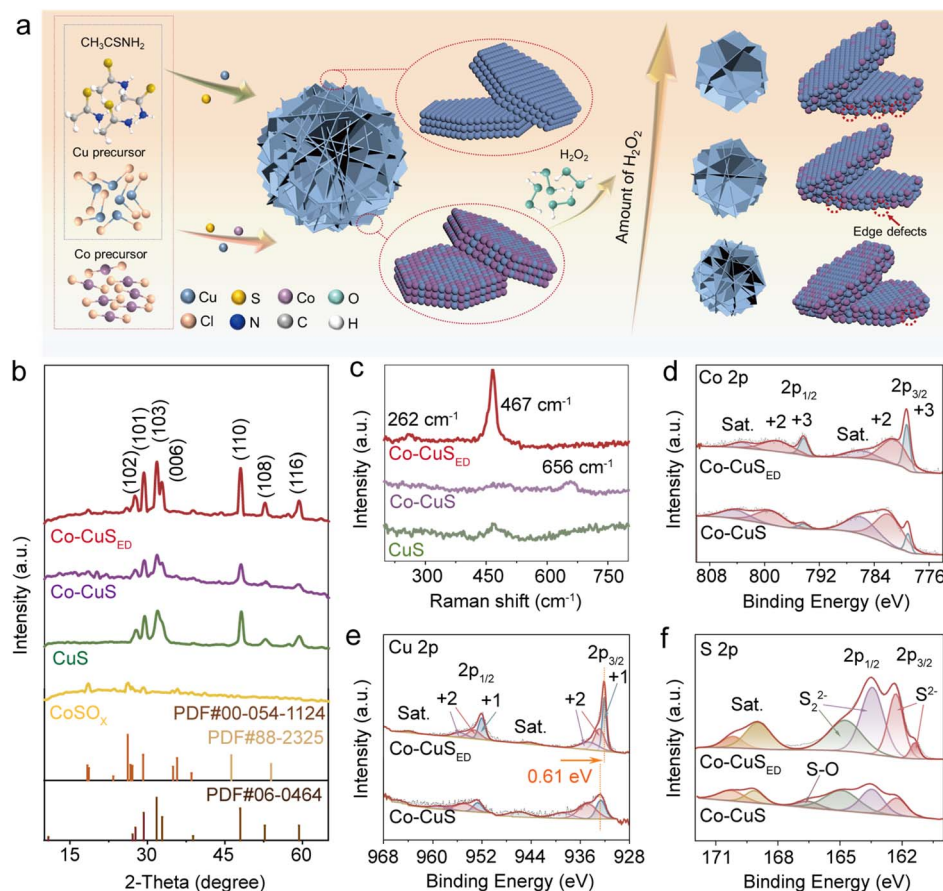 a
CH₃CSNH₂
Cu precursor
Co precursor
Cu S Co O
Cl N C H
H₂O₂
Amount of H₂O₂
Edge defects
b
Intensity (a.u.)
(102)
(101)
(103)
(006)
(110)
(108)
(116)
Co-CuS_ED
Co-CuS
CuS
CoSOₓ
PDF#00-054-1124
PDF#88-2325
PDF#06-0464
15 30 45 60
2-Theta (degree)
c
Intensity (a.u.)
262 cm⁻¹
467 cm⁻¹
Co-CuS_ED
656 cm⁻¹
Co-CuS
CuS
300 450 600 750
Raman shift (cm⁻¹)
d
Intensity (a.u.)
Co 2p
2p₁/₂
2p₃/₂
Sat. +2 +3 Sat. +2 +3
Co-CuS_ED
Co-CuS
808 800 792 784 776
Binding Energy (eV)
e
Intensity (a.u.)
Cu 2p
2p₁/₂
2p₃/₂
Sat. +2 +1 Sat. +2 +1
Co-CuS_ED
0.61 eV
Co-CuS
968 960 952 944 936 928
Binding Energy (eV)
f
Intensity (a.u.)
S 2p
2p₁/₂ 2p₃/₂
Sat. S₂²⁻ S²⁻
Co-CuS_ED
S-O
Co-CuS
171 168 165 162
Binding Energy (eV)